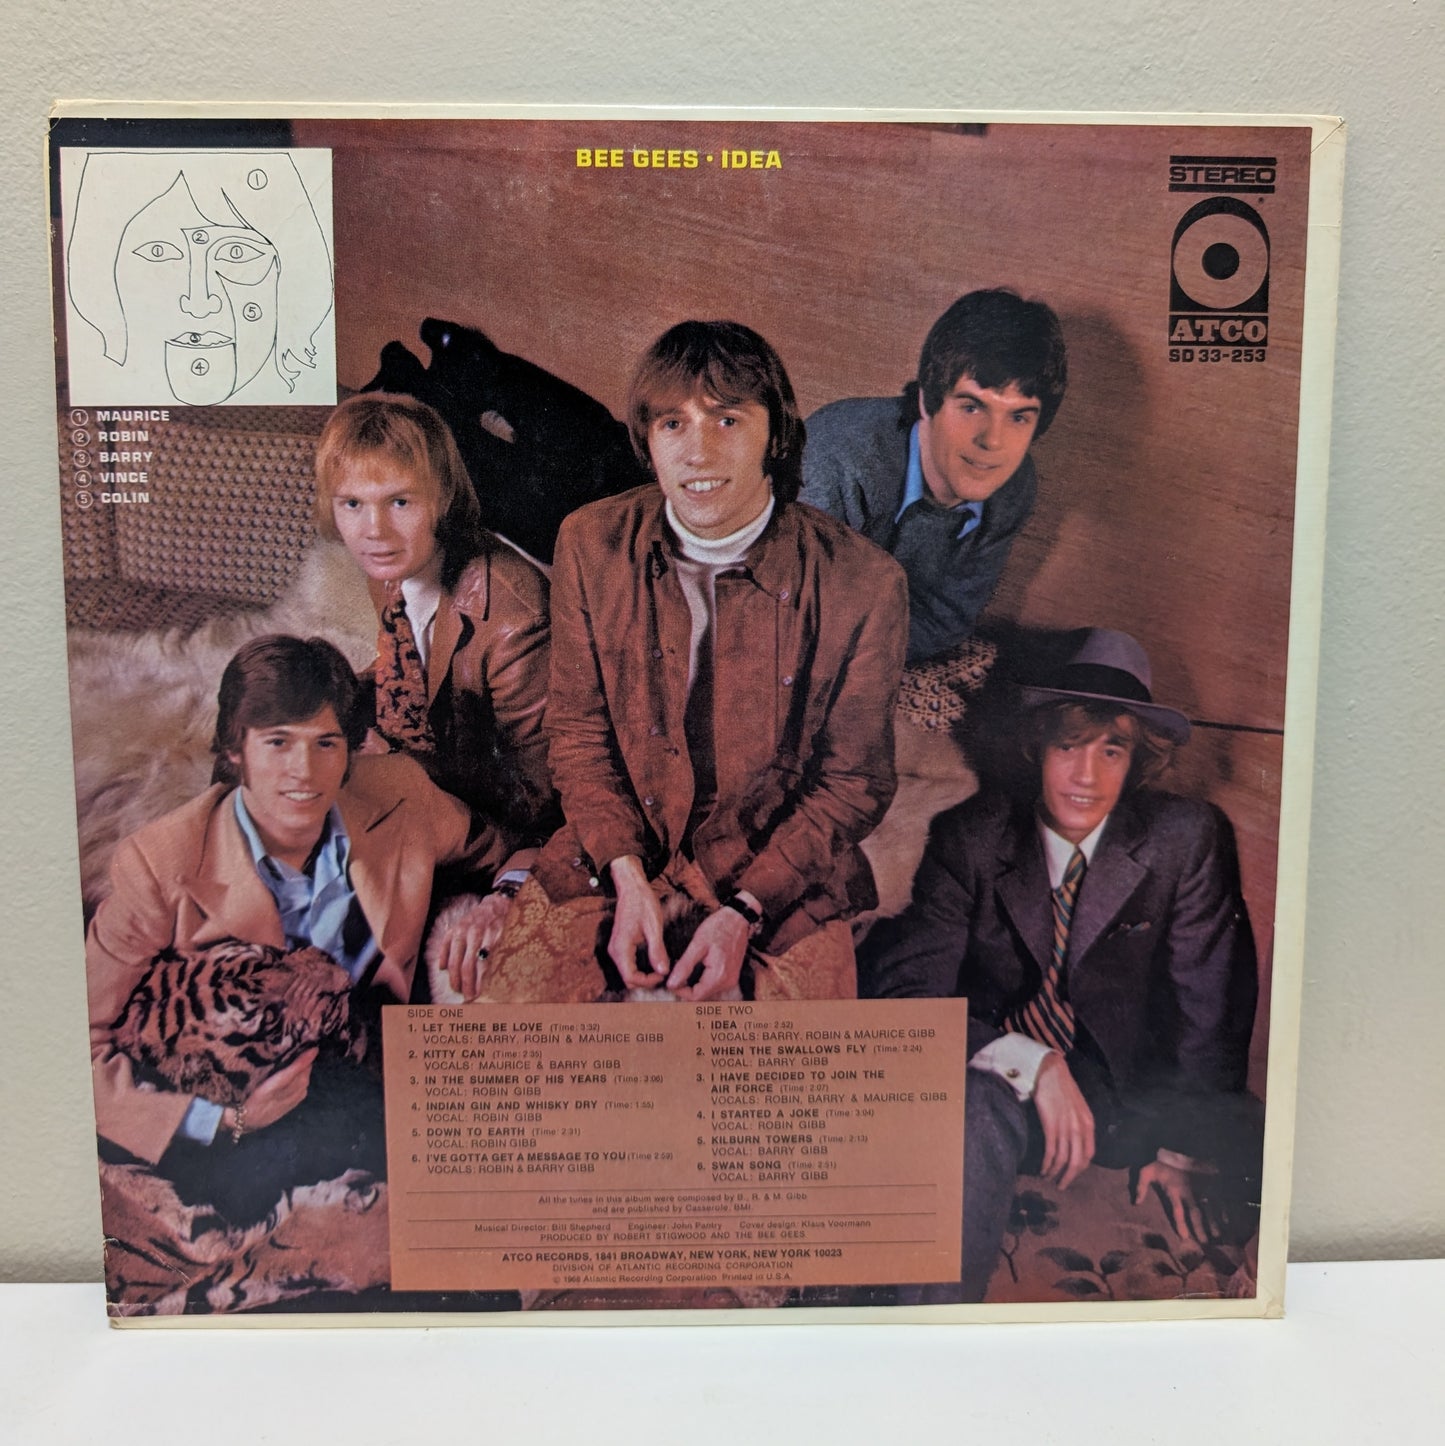 BEE GEES • IDEA
STEREO
®
ATCO
SD 33-253
①
② 
① ①
⑤
③
④
① MAURICE
② ROBIN
③ BARRY
④ VINCE
⑤ COLIN
SIDE ONE
1. LET THERE BE LOVE (Time: 3:32)
VOCALS: BARRY, ROBIN & MAURICE GIBB
2. KITTY CAN (Time: 2:35)
VOCALS: MAURICE & BARRY GIBB
3. IN THE SUMMER OF HIS YEARS (Time: 3:06)
VOCAL: ROBIN GIBB
4. INDIAN GIN AND WHISKY DRY (Time: 1:55)
VOCAL: ROBIN GIBB
5. DOWN TO EARTH (Time: 2:31)
VOCAL: ROBIN GIBB
6. I'VE GOTTA GET A MESSAGE TO YOU (Time 2:59)
VOCALS: ROBIN & BARRY GIBB
SIDE TWO
1. IDEA (Time: 2:52)
VOCALS: BARRY, ROBIN & MAURICE GIBB
2. WHEN THE SWALLOWS FLY (Time: 2:24)
VOCAL: BARRY GIBB
3. I HAVE DECIDED TO JOIN THE
AIR FORCE (Time: 2:07)
VOCALS: ROBIN, BARRY & MAURICE GIBB
4. I STARTED A JOKE (Time: 3:04)
VOCAL: ROBIN GIBB
5. KILBURN TOWERS (Time: 2:13)
VOCAL: BARRY GIBB
6. SWAN SONG (Time: 2:51)
VOCAL: BARRY GIBB
All the tunes in this album were composed by B., R. & M. Gibb
and are published by Casserole, BMI.
Musical Director: Bill Shepherd Engineer: John Pantry Cover design: Klaus Voormann
PRODUCED BY ROBERT STIGWOOD AND THE BEE GEES
ATCO RECORDS, 1841 BROADWAY, NEW YORK, NEW YORK 10023
DIVISION OF ATLANTIC RECORDING CORPORATION
© 1968 Atlantic Recording Corporation Printed in U.S.A.